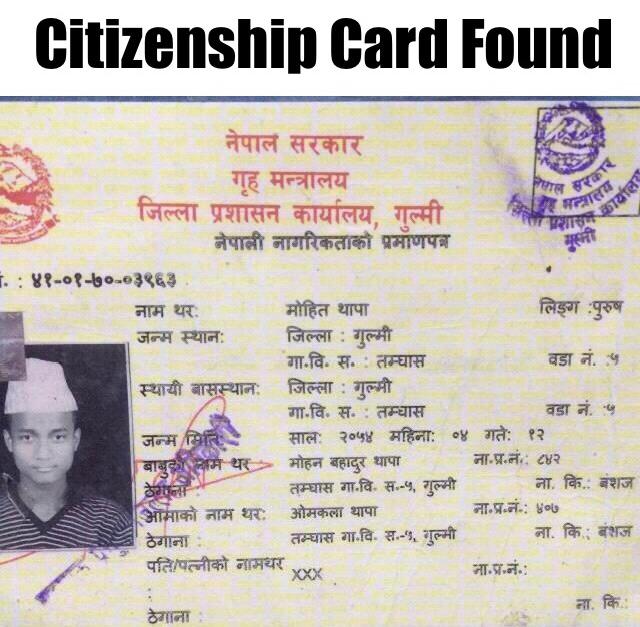 Citizenship Card Found
नेपाल सरकार
गृह मन्त्रालय
जिल्ला प्रशासन कार्यालय, गुल्मी
नेपाली नागरिकताको प्रमाणपत्र
नेपाल सरकार
गृह मन्त्रालय
जिल्ला प्रशासन कार्यालय
गुल्मी
नं. : ४१-०१-७०-०३९६३
नाम थर: मोहित थापा लिङ्ग :पुरुष
जन्म स्थान: जिल्ला : गुल्मी
गा.वि. स. : तम्घास वडा नं. :५
स्थायी बासस्थान: जिल्ला : गुल्मी
गा.वि. स. : तम्घास वडा नं. :५
जन्म मिति: साल: २०५४ महिना: ०४ गते: १२
बाबुको नाम थर मोहन बहादुर थापा ना.प्र.नं.: ८४२
ठेगाना तम्घास गा.वि. स.-५, गुल्मी ना. कि.: बंशज
आमाको नाम थर: ओमकला थापा ना.प्र.नं.: ४०७
ठेगाना : तम्घास गा.वि. स.-५, गुल्मी ना. कि.: बंशज
पति/पत्नीको नामथर : xxx ना.प्र.नं.:
ठेगाना : ना. कि.: